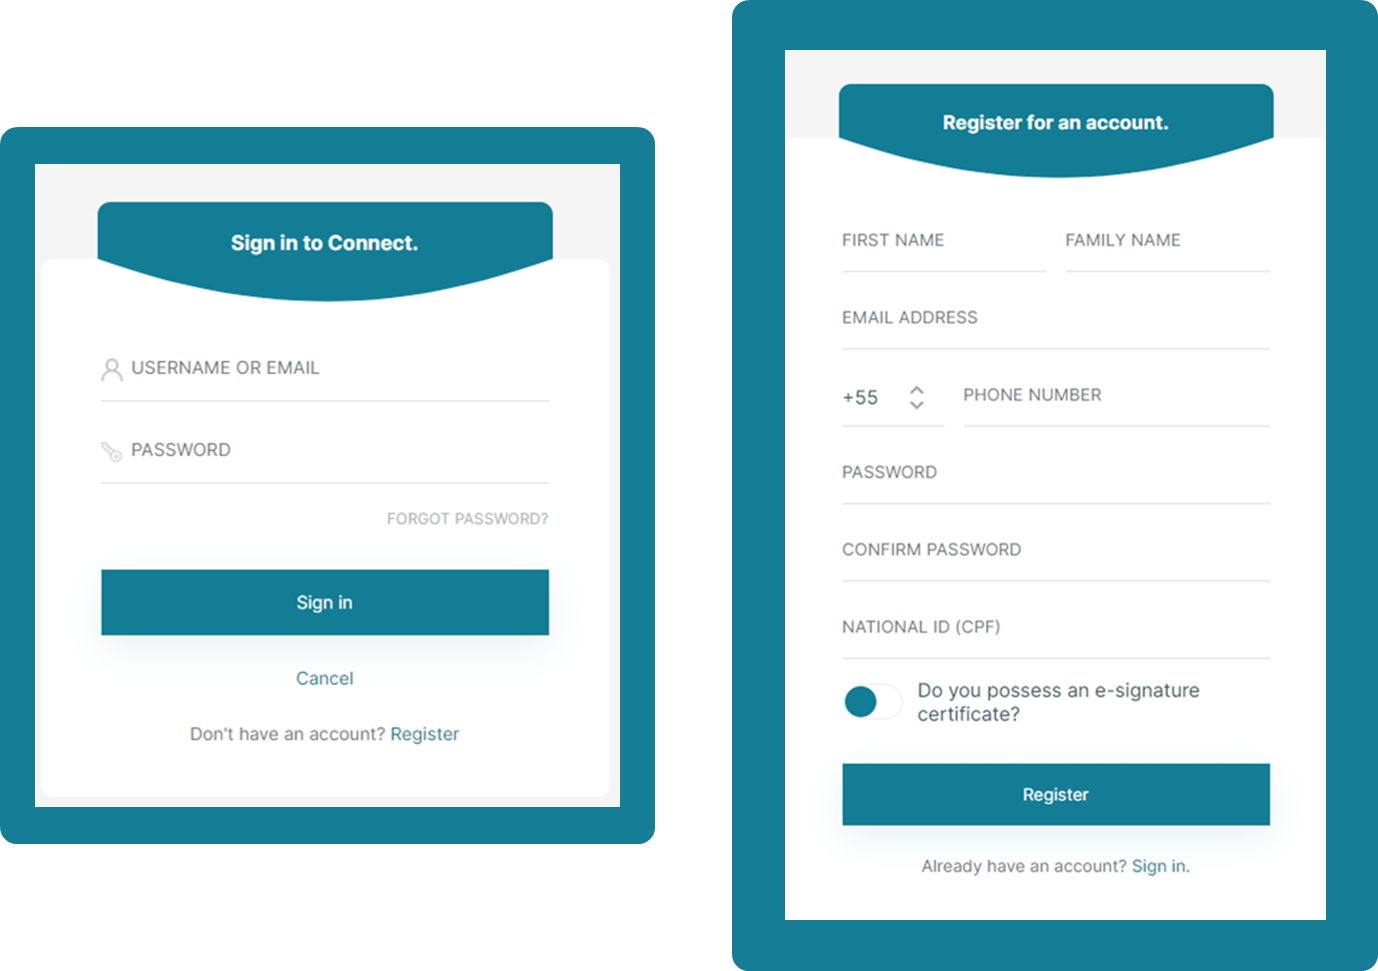 Sign in to Connect.
USERNAME OR EMAIL
PASSWORD
FORGOT PASSWORD?
Sign in
Cancel
Don't have an account? Register
Register for an account.
FIRST NAME FAMILY NAME
EMAIL ADDRESS
+55 PHONE NUMBER
PASSWORD
CONFIRM PASSWORD
NATIONAL ID (CPF)
Do you possess an e-signature
certificate?
Register
Already have an account? Sign in.